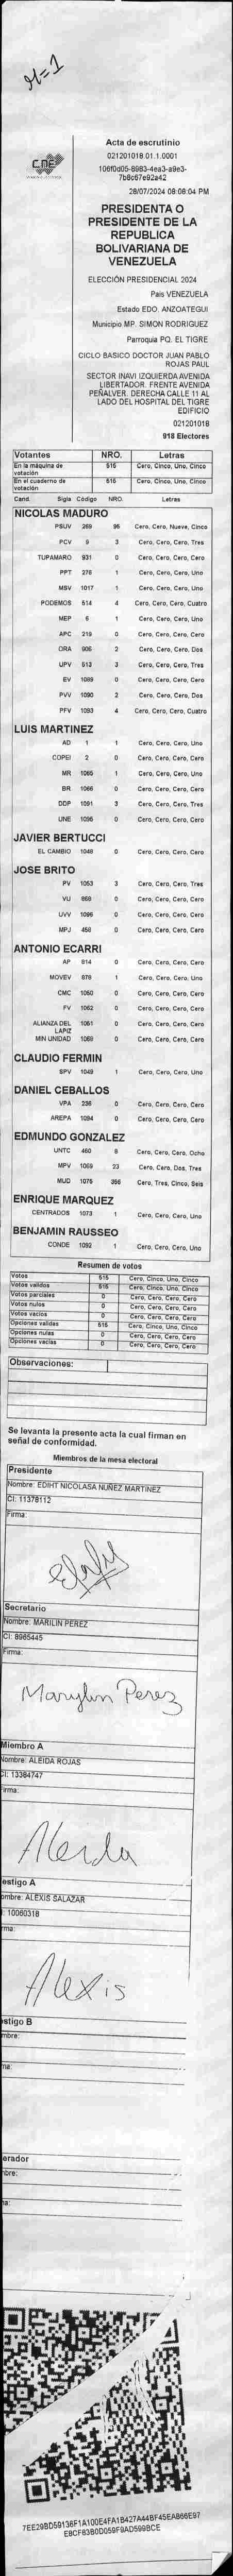 M=1
CNE
Acta de escrutinio
021201018.01.1.0001
106f0d05-8983-4ea3-a9e3-
7b8c67e92a42
28/07/2024 08:08:04 PM
PRESIDENTA O
PRESIDENTE DE LA
REPUBLICA
BOLIVARIANA DE
VENEZUELA
ELECCIÓN PRESIDENCIAL 2024
País VENEZUELA
Estado EDO. ANZOATEGUI
Municipio MP. SIMON RODRIGUEZ
Parroquia PQ. EL TIGRE
CICLO BASICO DOCTOR JUAN PABLO
ROJAS PAUL
SECTOR INAVI IZQUIERDA AVENIDA
LIBERTADOR. FRENTE AVENIDA
PEÑALVER. DERECHA CALLE 11 AL
LADO DEL HOSPITAL DEL TIGRE
EDIFICIO
021201018
918 Electores
Votantes NRO. Letras
En la máquina de votación 515 Cero, Cinco, Uno, Cinco
En el cuaderno de votación 515 Cero, Cinco, Uno, Cinco
Cand. Sigla Código NRO. Letras
NICOLAS MADURO
PSUV 269 95 Cero, Cero, Nueve, Cinco
PCV 9 3 Cero, Cero, Cero, Tres
TUPAMARO 931 0 Cero, Cero, Cero, Cero
PPT 276 1 Cero, Cero, Cero, Uno
MSV 1017 1 Cero, Cero, Cero, Uno
PODEMOS 514 4 Cero, Cero, Cero, Cuatro
MEP 6 1 Cero, Cero, Cero, Uno
APC 219 0 Cero, Cero, Cero, Cero
ORA 906 2 Cero, Cero, Cero, Dos
UPV 513 3 Cero, Cero, Cero, Tres
EV 1089 0 Cero, Cero, Cero, Cero
PVV 1090 2 Cero, Cero, Cero, Dos
PFV 1093 4 Cero, Cero, Cero, Cuatro
LUIS MARTINEZ
AD 1 1 Cero, Cero, Cero, Uno
COPEI 2 0 Cero, Cero, Cero, Cero
MR 1065 1 Cero, Cero, Cero, Uno
BR 1066 0 Cero, Cero, Cero, Cero
DDP 1091 3 Cero, Cero, Cero, Tres
UNE 1095 0 Cero, Cero, Cero, Cero
JAVIER BERTUCCI
EL CAMBIO 1048 0 Cero, Cero, Cero, Cero
JOSE BRITO
PV 1053 3 Cero, Cero, Cero, Tres
VU 868 0 Cero, Cero, Cero, Cero
UVV 1096 0 Cero, Cero, Cero, Cero
MPJ 458 0 Cero, Cero, Cero, Cero
ANTONIO ECARRI
AP 814 0 Cero, Cero, Cero, Cero
MOVEV 878 1 Cero, Cero, Cero, Uno
CMC 1050 0 Cero, Cero, Cero, Cero
FV 1062 0 Cero, Cero, Cero, Cero
ALIANZA DEL LAPIZ 1061 0 Cero, Cero, Cero, Cero
MIN UNIDAD 1068 0 Cero, Cero, Cero, Cero
CLAUDIO FERMIN
SPV 1049 1 Cero, Cero, Cero, Uno
DANIEL CEBALLOS
VPA 236 0 Cero, Cero, Cero, Cero
AREPA 1094 0 Cero, Cero, Cero, Cero
EDMUNDO GONZALEZ
UNTC 460 8 Cero, Cero, Cero, Ocho
MPV 1069 23 Cero, Cero, Dos, Tres
MUD 1075 356 Cero, Tres, Cinco, Seis
ENRIQUE MARQUEZ
CENTRADOS 1073 1 Cero, Cero, Cero, Uno
BENJAMIN RAUSSEO
CONDE 1092 1 Cero, Cero, Cero, Uno
Resumen de votos
Votos 515 Cero, Cinco, Uno, Cinco
Votos validos 515 Cero, Cinco, Uno, Cinco
Votos parciales 0 Cero, Cero, Cero, Cero
Votos nulos 0 Cero, Cero, Cero, Cero
Votos vacios 0 Cero, Cero, Cero, Cero
Opciones validas 515 Cero, Cinco, Uno, Cinco
Opciones nulas 0 Cero, Cero, Cero, Cero
Opciones vacias 0 Cero, Cero, Cero, Cero
Observaciones:
Se levanta la presente acta la cual firman en
señal de conformidad.
Miembros de la mesa electoral
Presidente
Nombre: EDIHT NICOLASA NUÑEZ MARTINEZ
CI: 11378112
Firma:
Secretario
Nombre: MARILIN PEREZ
CI: 8965445
Firma:
Marylin Perez
Miembro A
Nombre: ALEIDA ROJAS
CI: 13384747
Firma:
Aleida
estigo A
ombre: ALEXIS SALAZAR
I: 10060318
rma:
Alexis
stigo B
mbre:
ma:
erador
bre:
a:
7EE29BD59138F1A100E4FA1B427A44BF45EAB66E97
E8CF83B0D059F9AD599BCE